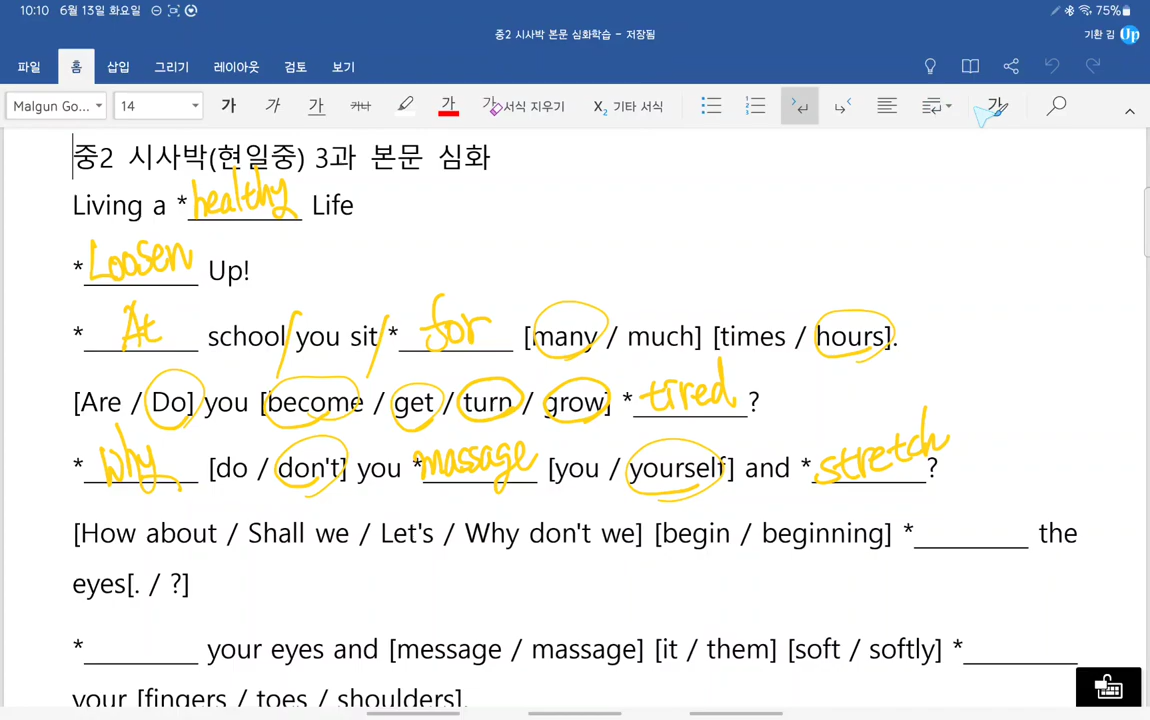 10:10 6월 13일 화요일 75%
중2 시사박 본문 심화학습 – 저장됨 기환 김 Up
파일 홈 삽입 그리기 레이아웃 검토 보기
Malgun Go... 14 가 가 가 가나 가 가 서식 지우기 X₂ 기타 서식 가
중2 시사박(현일중) 3과 본문 심화
Living a *healthy Life
*Loosen Up!
* At school/you sit/* for [many / much] [times / hours].
[Are / Do] you [become / get / turn / grow] * tired ?
* Why [do / don't] you *massage [you / yourself] and * stretch ?
[How about / Shall we / Let's / Why don't we] [begin / beginning] *__________ the
eyes[. / ?]
*__________ your eyes and [message / massage] [it / them] [soft / softly] *__________
your [fingers / toes / shoulders].